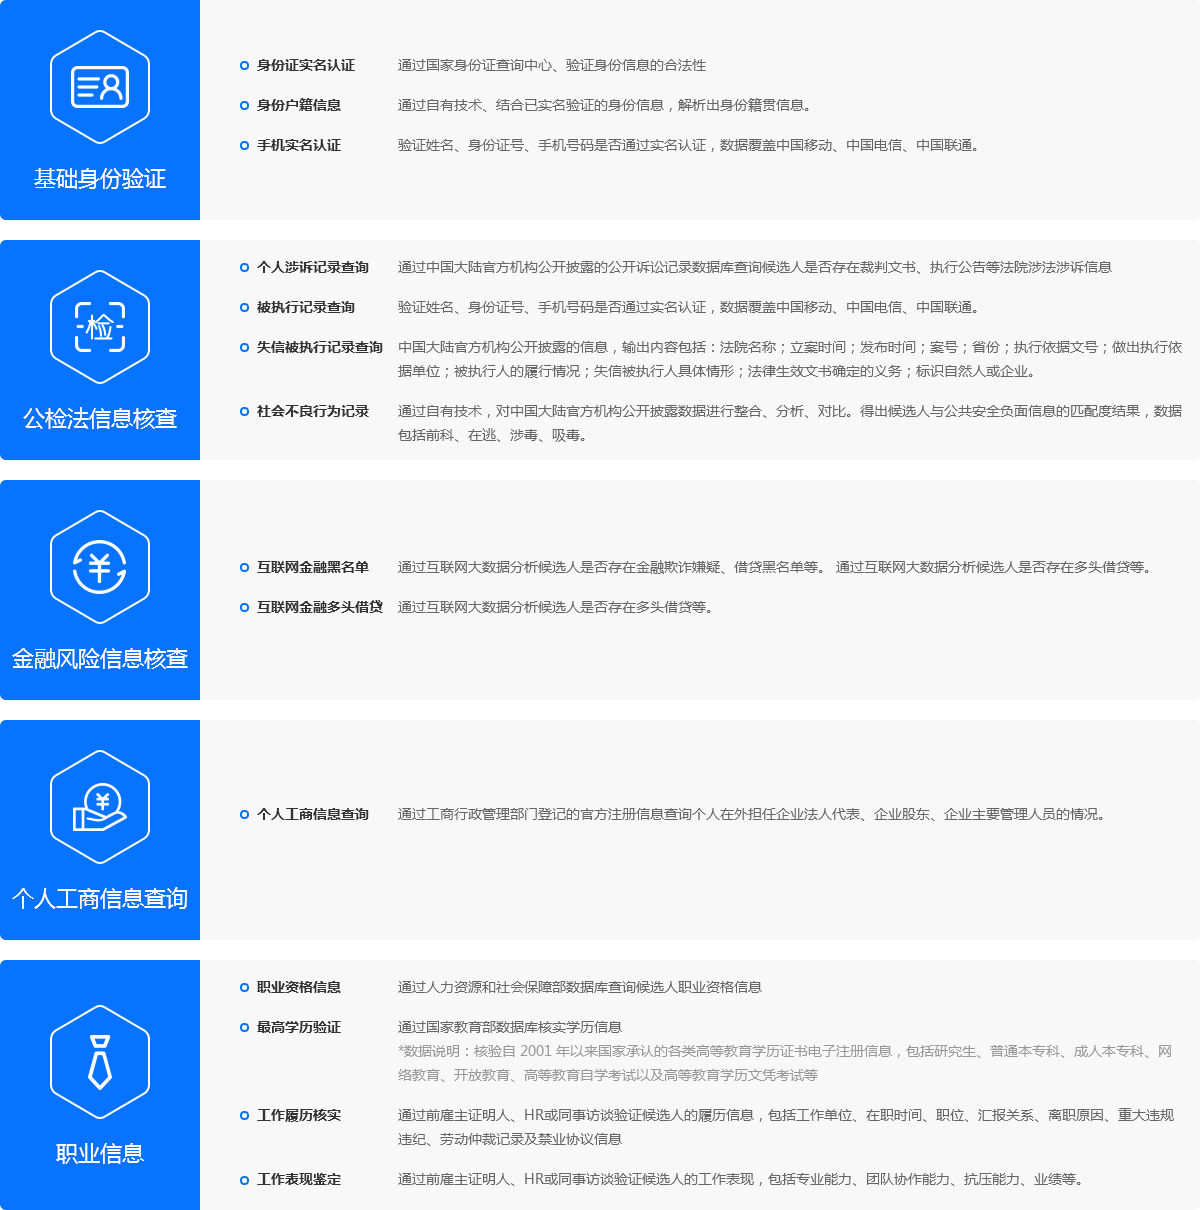 基础身份验证
身份证实名认证 通过国家身份证查询中心、验证身份信息的合法性
身份户籍信息 通过自有技术、结合已实名验证的身份信息，解析出身份籍贯信息。
手机实名认证 验证姓名、身份证号、手机号码是否通过实名认证，数据覆盖中国移动、中国电信、中国联通。
检
公检法信息核查
个人涉诉记录查询 通过中国大陆官方机构公开披露的公开诉讼记录数据库查询候选人是否存在裁判文书、执行公告等法院涉法涉诉信息
被执行记录查询 验证姓名、身份证号、手机号码是否通过实名认证，数据覆盖中国移动、中国电信、中国联通。
失信被执行记录查询 中国大陆官方机构公开披露的信息，输出内容包括：法院名称；立案时间；发布时间；案号；省份；执行依据文号；做出执行依
据单位；被执行人的履行情况；失信被执行人具体情形；法律生效文书确定的义务；标识自然人或企业。
社会不良行为记录 通过自有技术，对中国大陆官方机构公开披露数据进行整合、分析、对比。得出候选人与公共安全负面信息的匹配度结果，数据
包括前科、在逃、涉毒、吸毒。
¥
金融风险信息核查
互联网金融黑名单 通过互联网大数据分析候选人是否存在金融欺诈嫌疑、借贷黑名单等。 通过互联网大数据分析候选人是否存在多头借贷等。
互联网金融多头借贷 通过互联网大数据分析候选人是否存在多头借贷等。
¥
个人工商信息查询
个人工商信息查询 通过工商行政管理部门登记的官方注册信息查询个人在外担任企业法人代表、企业股东、企业主要管理人员的情况。
职业信息
职业资格信息 通过人力资源和社会保障部数据库查询候选人职业资格信息
最高学历验证 通过国家教育部数据库核实学历信息
*数据说明：核验自 2001 年以来国家承认的各类高等教育学历证书电子注册信息，包括研究生、普通本专科、成人本专科、网
络教育、开放教育、高等教育自学考试以及高等教育学历文凭考试等
工作履历核实 通过前雇主证明人、HR或同事访谈验证候选人的履历信息，包括工作单位、在职时间、职位、汇报关系、离职原因、重大违规
违纪、劳动仲裁记录及禁业协议信息
工作表现鉴定 通过前雇主证明人、HR或同事访谈验证候选人的工作表现，包括专业能力、团队协作能力、抗压能力、业绩等。